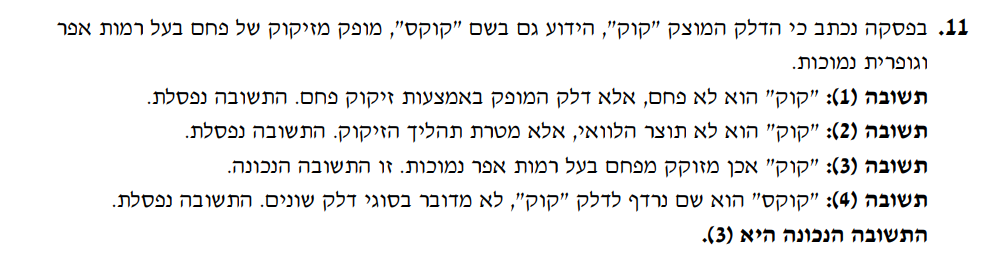 11. בפסקה נכתב כי הדלק המוצק "קוק", הידוע גם בשם "קוקס", מופק מזיקוק של פחם בעל רמות אפר
וגופרית נמוכות.
תשובה (1): "קוק" הוא לא פחם, אלא דלק המופק באמצעות זיקוק פחם. התשובה נפסלת.
תשובה (2): "קוק" הוא לא תוצר הלוואי, אלא מטרת תהליך הזיקוק. התשובה נפסלת.
תשובה (3): "קוק" אכן מזוקק מפחם בעל רמות אפר נמוכות. זו התשובה הנכונה.
תשובה (4): "קוקס" הוא שם נרדף לדלק "קוק", לא מדובר בסוגי דלק שונים. התשובה נפסלת.
התשובה הנכונה היא (3).